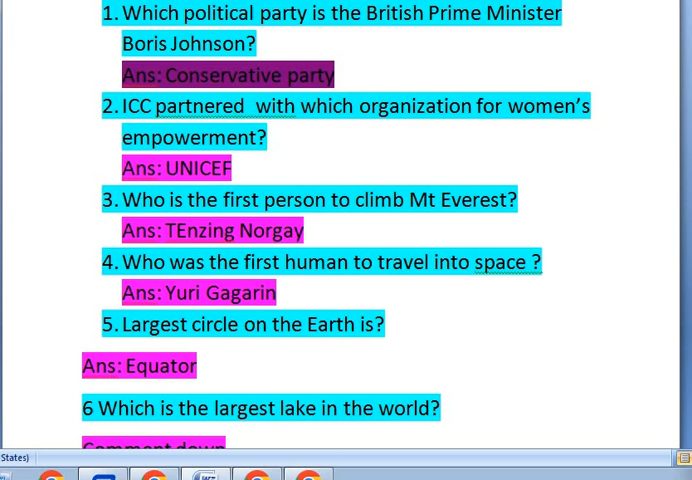 1. Which political party is the British Prime Minister
Boris Johnson?
Ans: Conservative party
2. ICC partnered with which organization for women's
empowerment?
Ans: UNICEF
3. Who is the first person to climb Mt Everest?
Ans: TEnzing Norgay
4. Who was the first human to travel into space ?
Ans: Yuri Gagarin
5. Largest circle on the Earth is?
Ans: Equator
6 Which is the largest lake in the world?
Comment down
States)